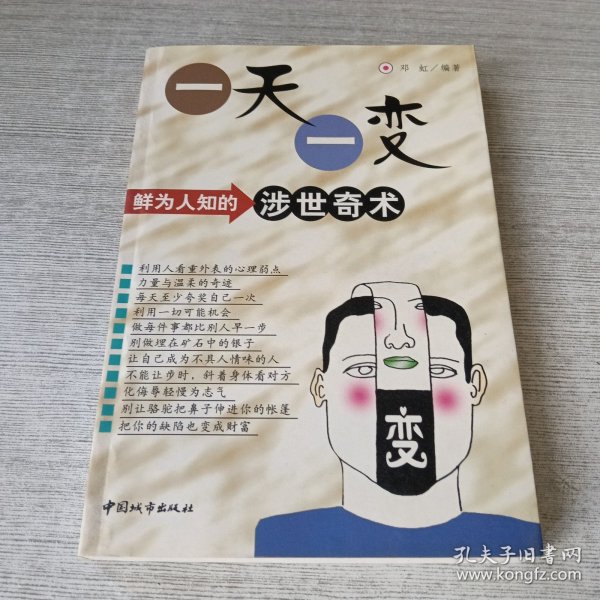 一天一变
邓 虹／编著
鲜为人知的涉世奇术
利用人看重外表的心理弱点
力量与温柔的奇迹
每天至少夸奖自己一次
利用一切可能机会
做每件事都比别人早一步
别做埋在矿石中的银子
让自己成为不具人情味的人
不能让步时，斜着身体看对方
化侮辱轻慢为志气
别让骆驼把鼻子伸进你的帐篷
把你的缺陷也变成财富
变
中国城市出版社
孔夫子旧书网
www.kongfz.com